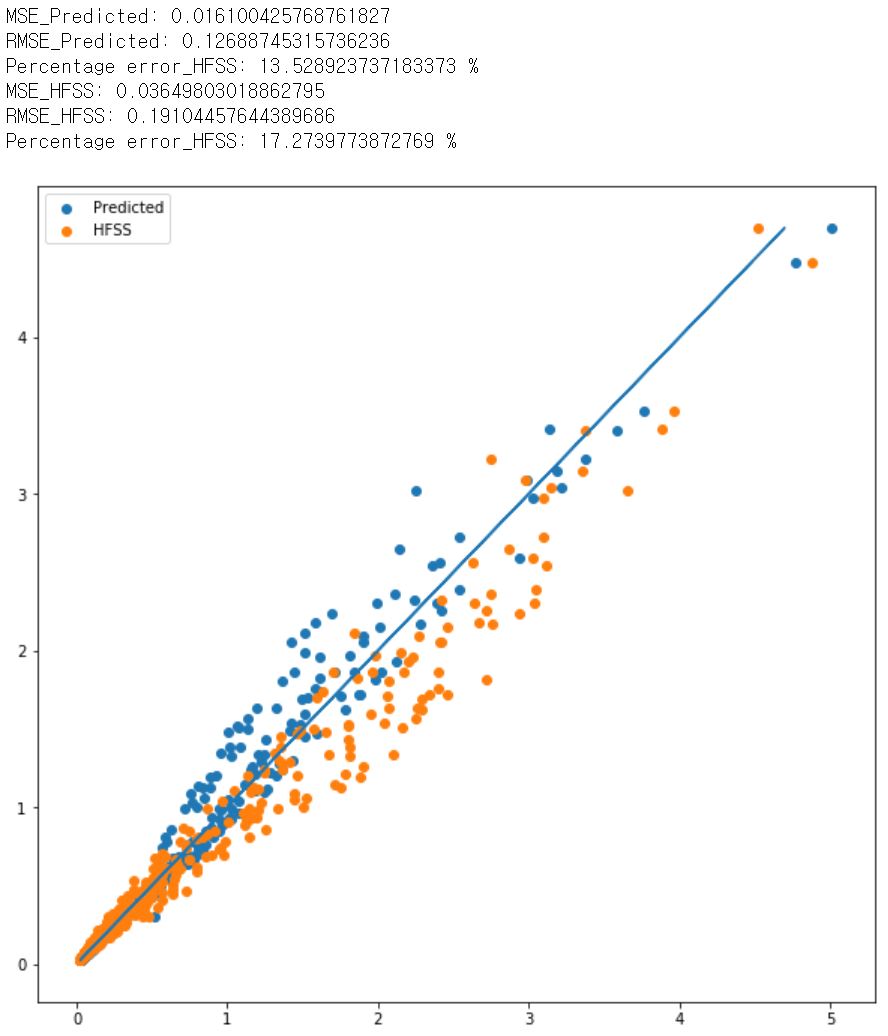 MSE_Predicted: 0.016100425768761827
RMSE_Predicted: 0.12688745315736236
Percentage error_HFSS: 13.528923737183373 %
MSE_HFSS: 0.03649803018862795
RMSE_HFSS: 0.19104457644389686
Percentage error_HFSS: 17.2739773872769 %
Predicted
HFSS
4
3
2
1
0
0 1 2 3 4 5